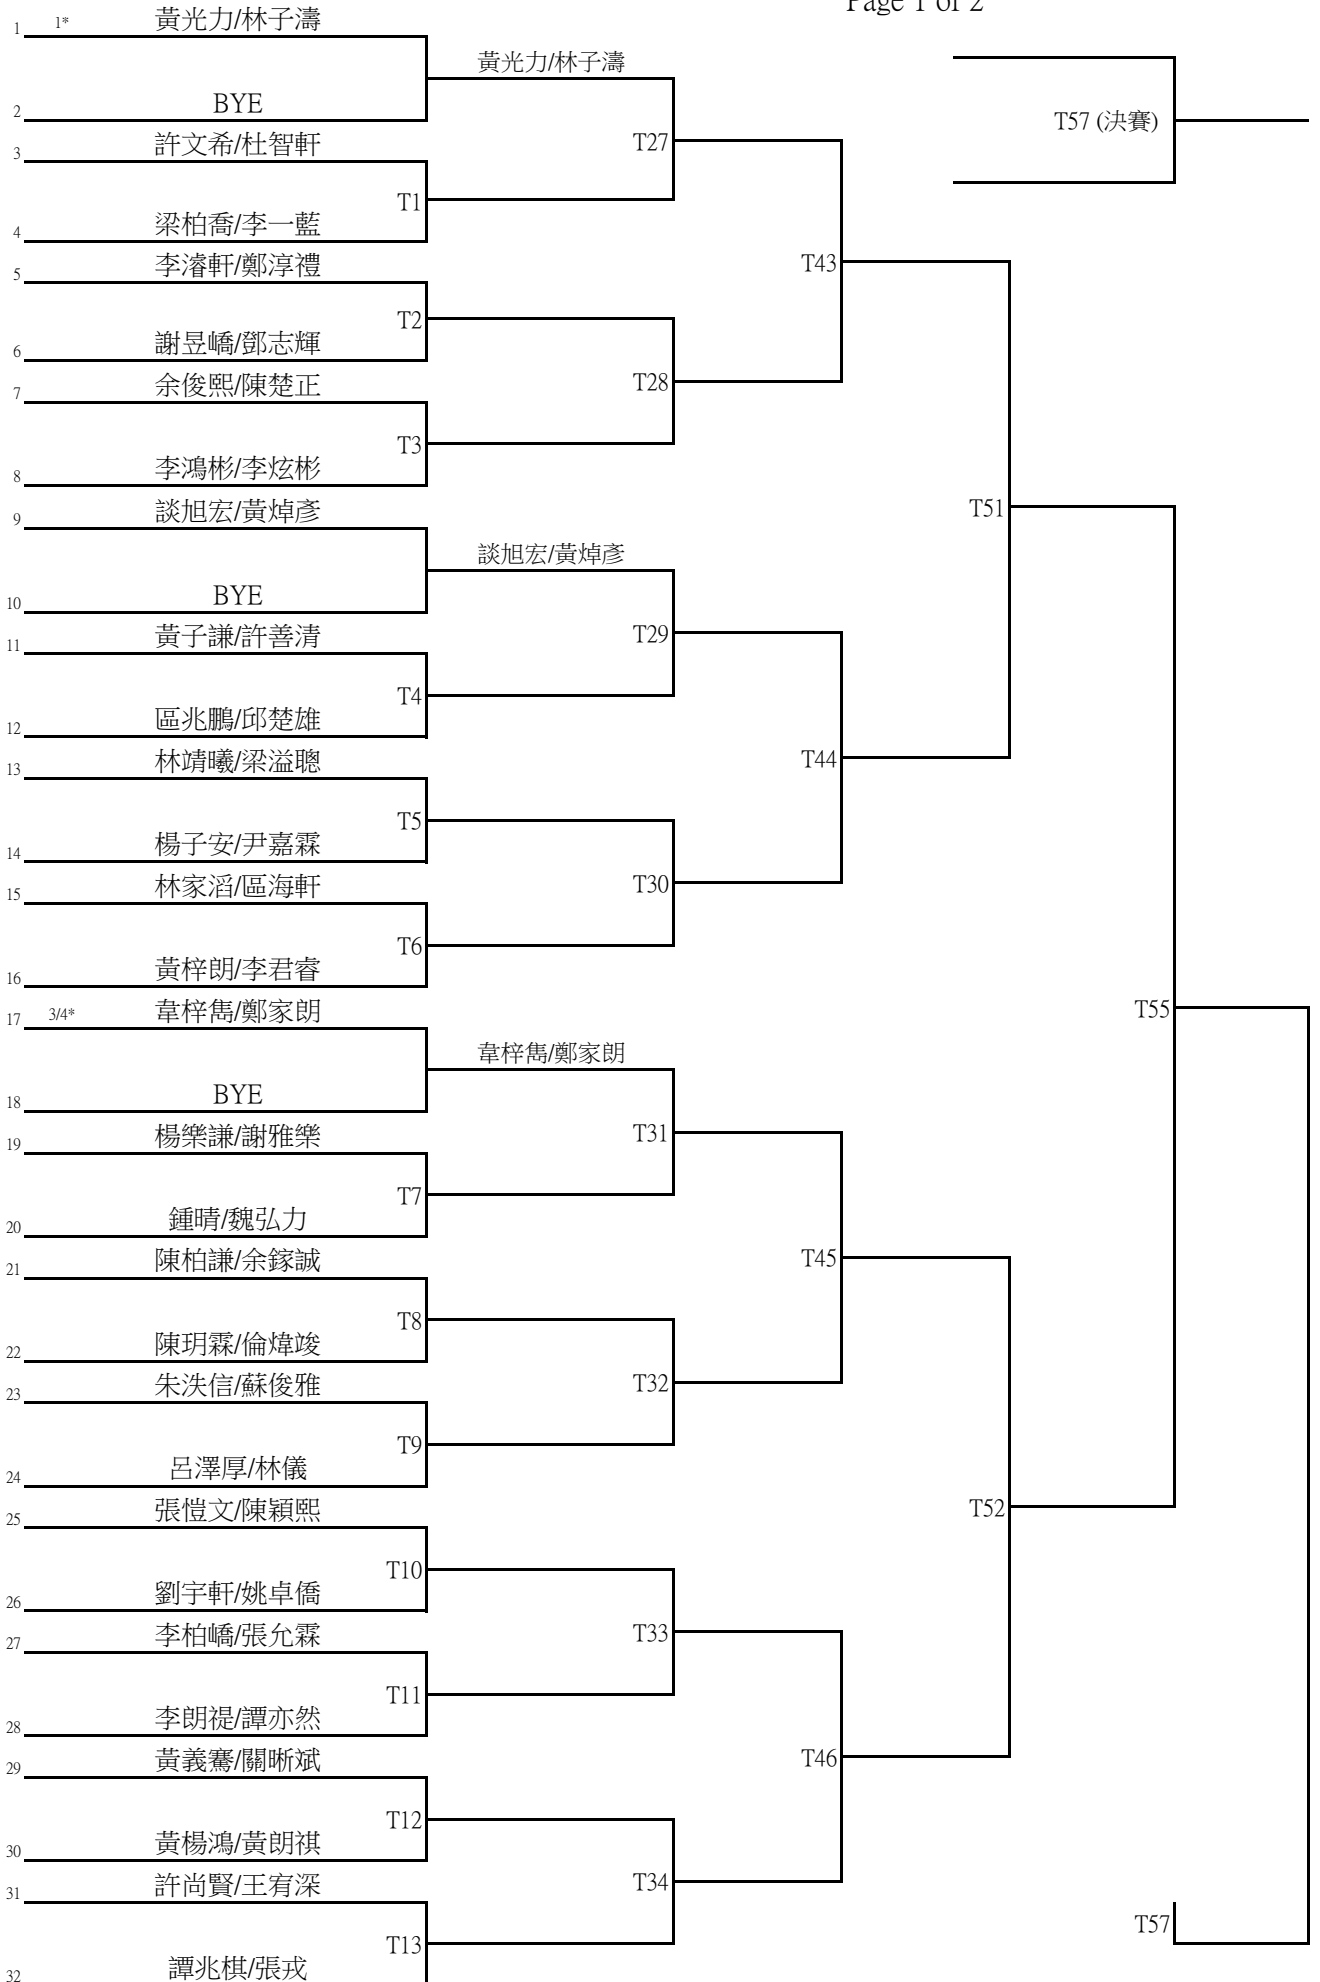 Page 1 of 2
1 1* 黃光力/林子濤
黃光力/林子濤
T57 (決賽)
2 BYE
T27
3 許文希/杜智軒
T1
4 梁柏喬/李一藍
T43
5 李濬軒/鄭淳禮
T2
6 謝昱嶠/鄧志輝
T28
7 余俊熙/陳楚正
T3
8 李鴻彬/李炫彬
T51
9 談旭宏/黃焯彥
談旭宏/黃焯彥
10 BYE
T29
11 黃子謙/許善清
T4
12 區兆鵬/邱楚雄
T44
13 林靖曦/梁溢聰
T5
14 楊子安/尹嘉霖
T30
15 林家滔/區海軒
T6
16 黃梓朗/李君睿
T55
17 3/4* 韋梓雋/鄭家朗
韋梓雋/鄭家朗
18 BYE
T31
19 楊樂謙/謝雅樂
T7
20 鍾晴/魏弘力
T45
21 陳柏謙/余鎵誠
T8
22 陳玥霖/倫煒竣
T32
23 朱泆信/蘇俊雅
T9
24 呂澤厚/林儀
T52
25 張愷文/陳穎熙
T10
26 劉宇軒/姚卓僑
T33
27 李柏嶠/張允霖
T11
28 李朗禔/譚亦然
T46
29 黃義騫/關晰斌
T12
30 黃楊鴻/黃朗祺
T34
31 許尚賢/王宥深
T57
T13
32 譚兆棋/張戎